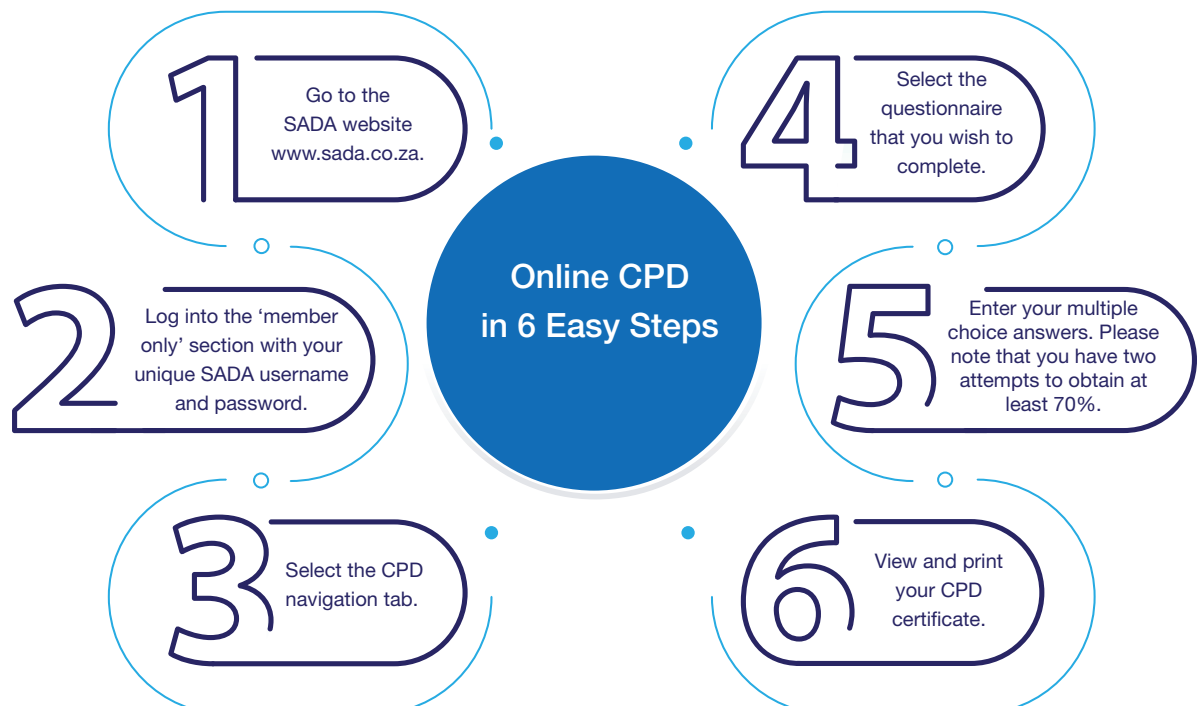 1
Go to the
SADA website
www.sada.co.za.
2
Log into the ‘member
only’ section with your
unique SADA username
and password.
3
Select the CPD
navigation tab.
Online CPD
in 6 Easy Steps
4
Select the
questionnaire
that you wish to
complete.
5
Enter your multiple
choice answers. Please
note that you have two
attempts to obtain at
least 70%.
6
View and print
your CPD
certificate.